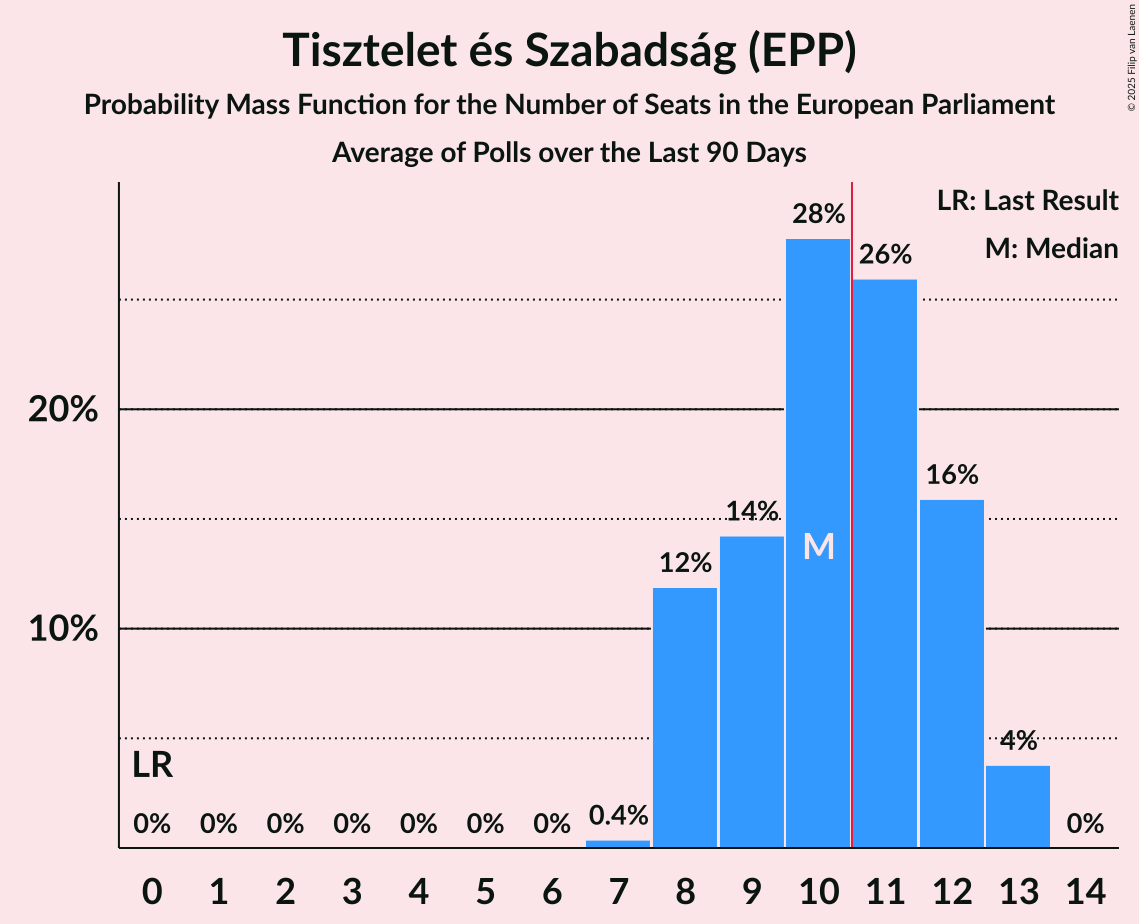 Tisztelet és Szabadság (EPP)
Probability Mass Function for the Number of Seats in the European Parliament
Average of Polls over the Last 90 Days
© 2025 Filip van Laenen
LR: Last Result
M: Median
28%
26%
20%
16%
14%
M
12%
10%
4%
LR
0% 0% 0% 0% 0% 0% 0% 0.4% 0%
0 1 2 3 4 5 6 7 8 9 10 11 12 13 14